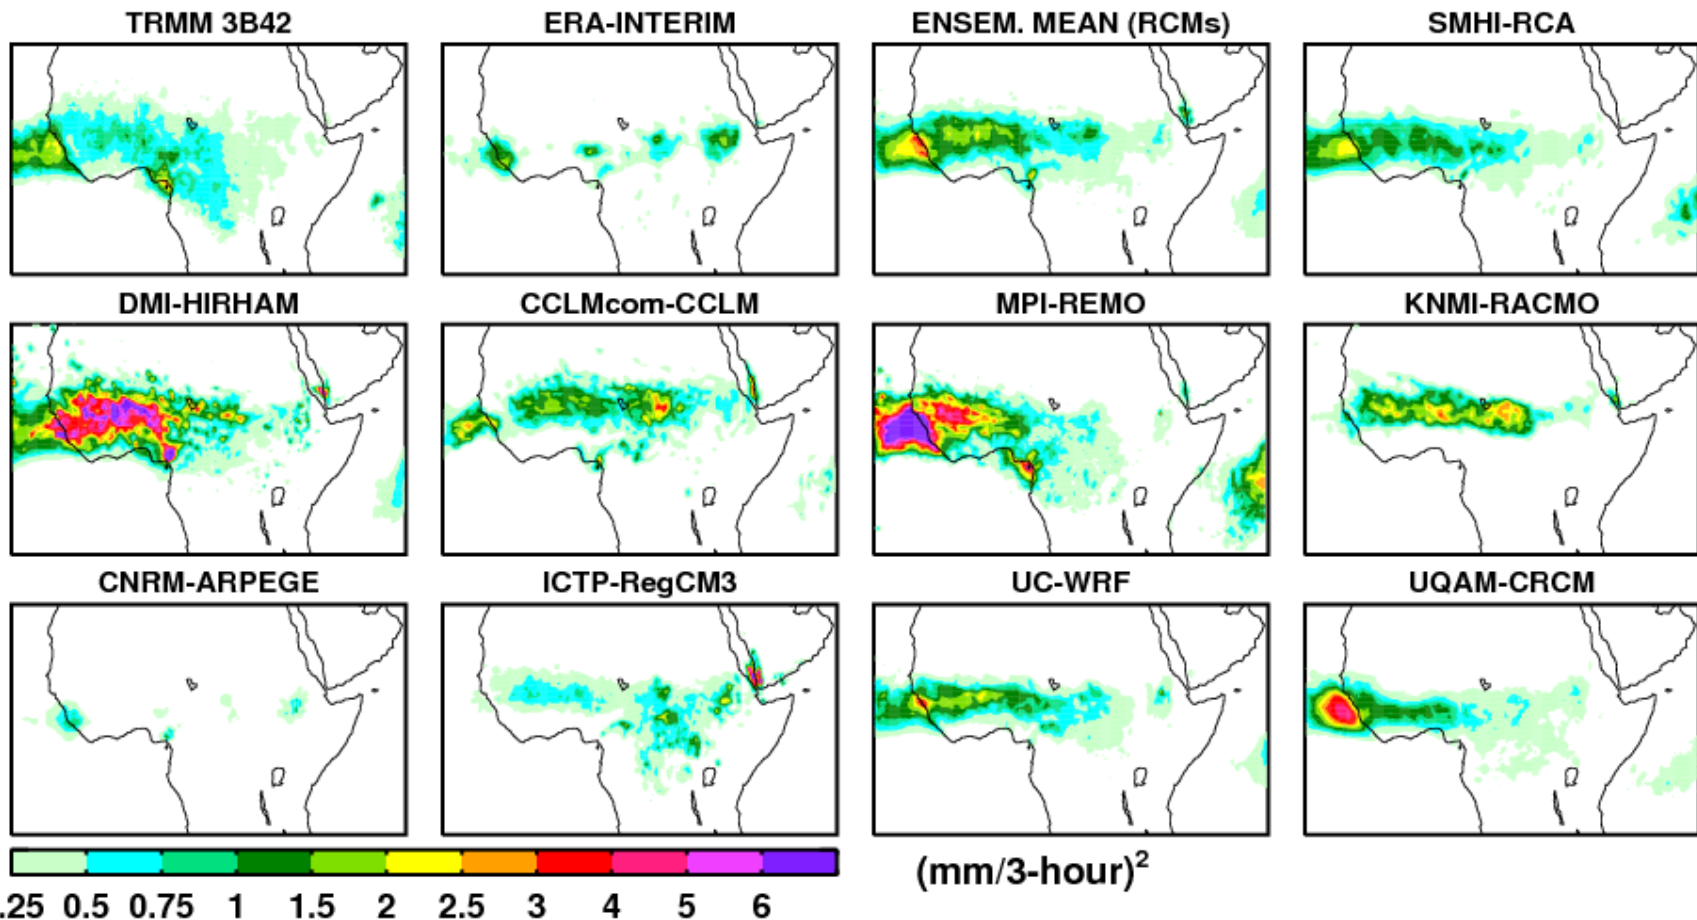 TRMM 3B42 ERA-INTERIM ENSEM. MEAN (RCMs) SMHI-RCA
DMI-HIRHAM CCLMcom-CCLM MPI-REMO KNMI-RACMO
CNRM-ARPEGE ICTP-RegCM3 UC-WRF UQAM-CRCM
.25 0.5 0.75 1 1.5 2 2.5 3 4 5 6
(mm/3-hour)²